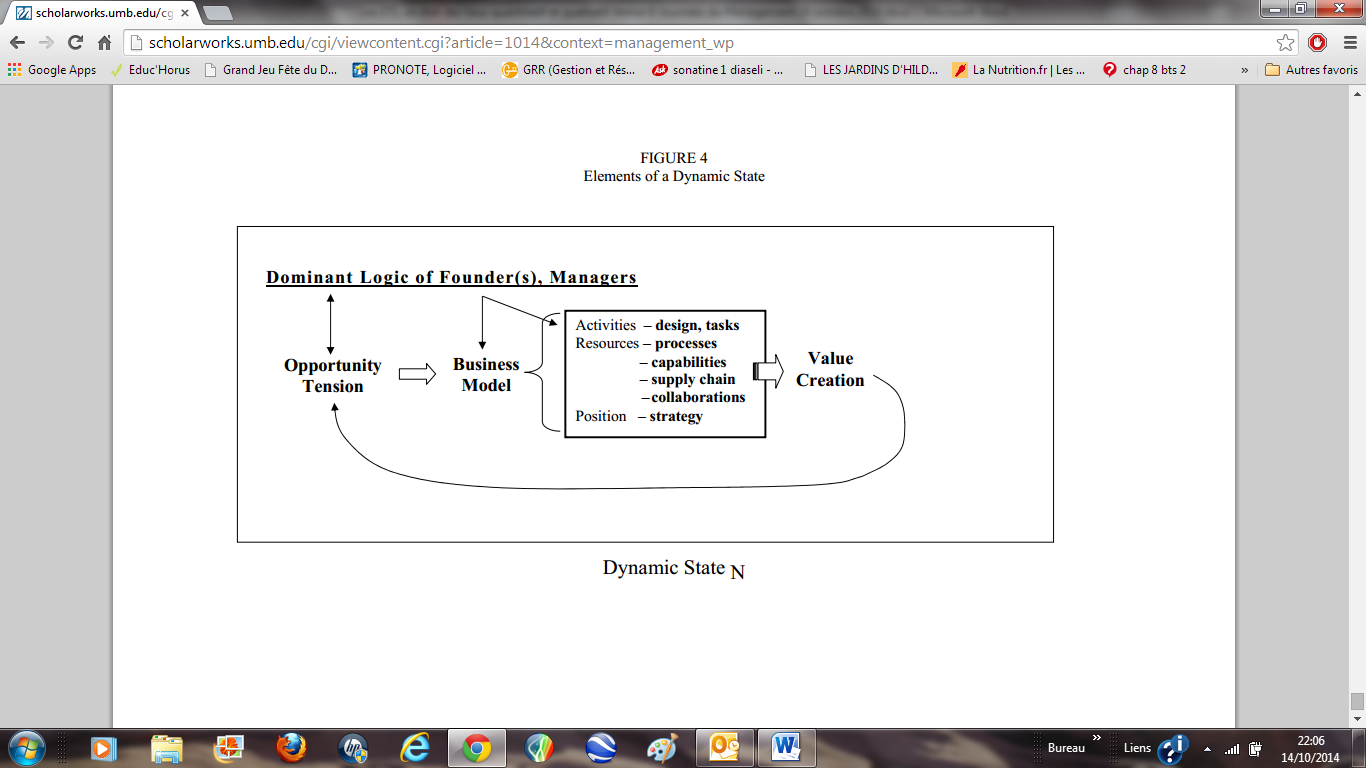 scholarworks.umb.edu/cg
scholarworks.umb.edu/cgi/viewcontent.cgi?article=1014&context=management_wp
Google Apps Educ'Horus Grand Jeu Fête du D... PRONOTE, Logiciel ... GRR (Gestion et Rés... sonatine 1 diaseli - ... LES JARDINS D'HILD... La Nutrition.fr | Les ... chap 8 bts 2 » Autres favoris
FIGURE 4
Elements of a Dynamic State
Dominant Logic of Founder(s), Managers
Opportunity
Tension
Business
Model
Activities – design, tasks
Resources – processes
– capabilities
– supply chain
– collaborations
Position – strategy
Value
Creation
Dynamic State N
Bureau » Liens
22:06
14/10/2014